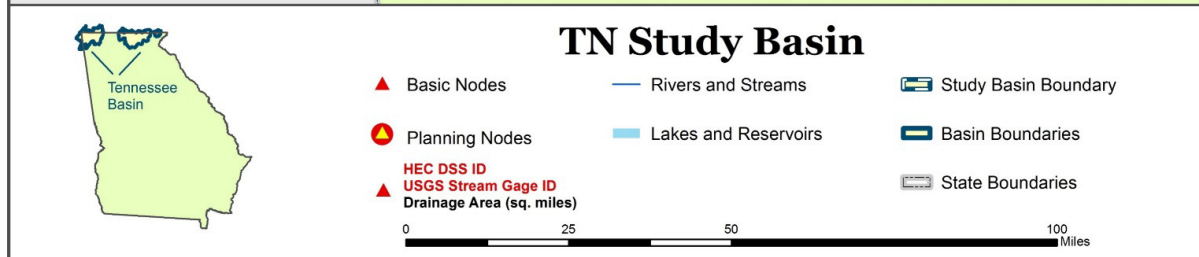 TN Study Basin
Tennessee
Basin
Basic Nodes
Rivers and Streams
Study Basin Boundary
Planning Nodes
Lakes and Reservoirs
Basin Boundaries
HEC DSS ID
USGS Stream Gage ID
Drainage Area (sq. miles)
State Boundaries
0 25 50 100
Miles